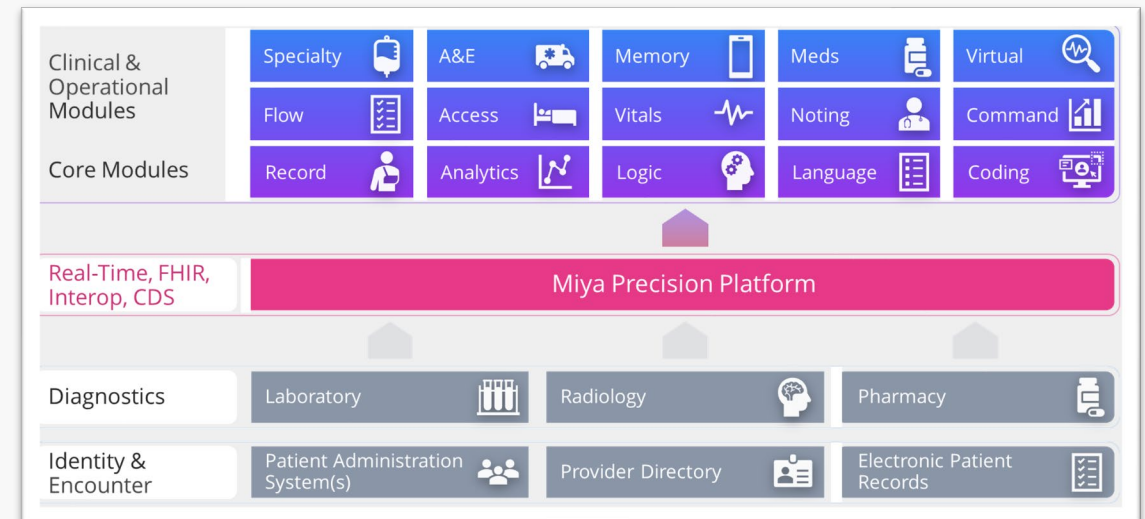 Clinical &
Operational
Modules
Specialty
A&E
Memory
Meds
Virtual
Flow
Access
Vitals
Noting
Command
Core Modules
Record
Analytics
Logic
Language
Coding
Real-Time, FHIR,
Interop, CDS
Miya Precision Platform
Diagnostics
Laboratory
Radiology
Pharmacy
Identity &
Encounter
Patient Administration
System(s)
Provider Directory
Electronic Patient
Records